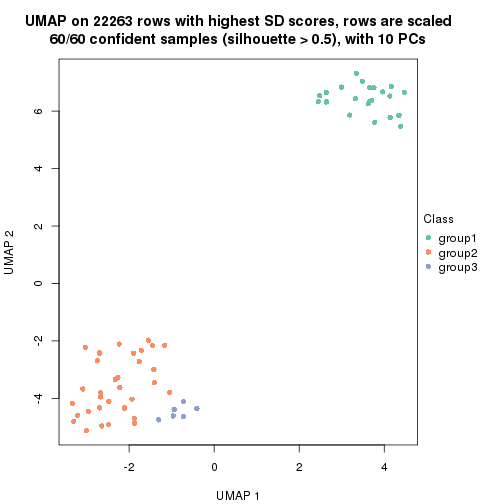 UMAP on 22263 rows with highest SD scores, rows are scaled
60/60 confident samples (silhouette > 0.5), with 10 PCs
6
4
2
0
-2
-4
UMAP 2
-2
0
2
4
UMAP 1
Class
group1
group2
group3